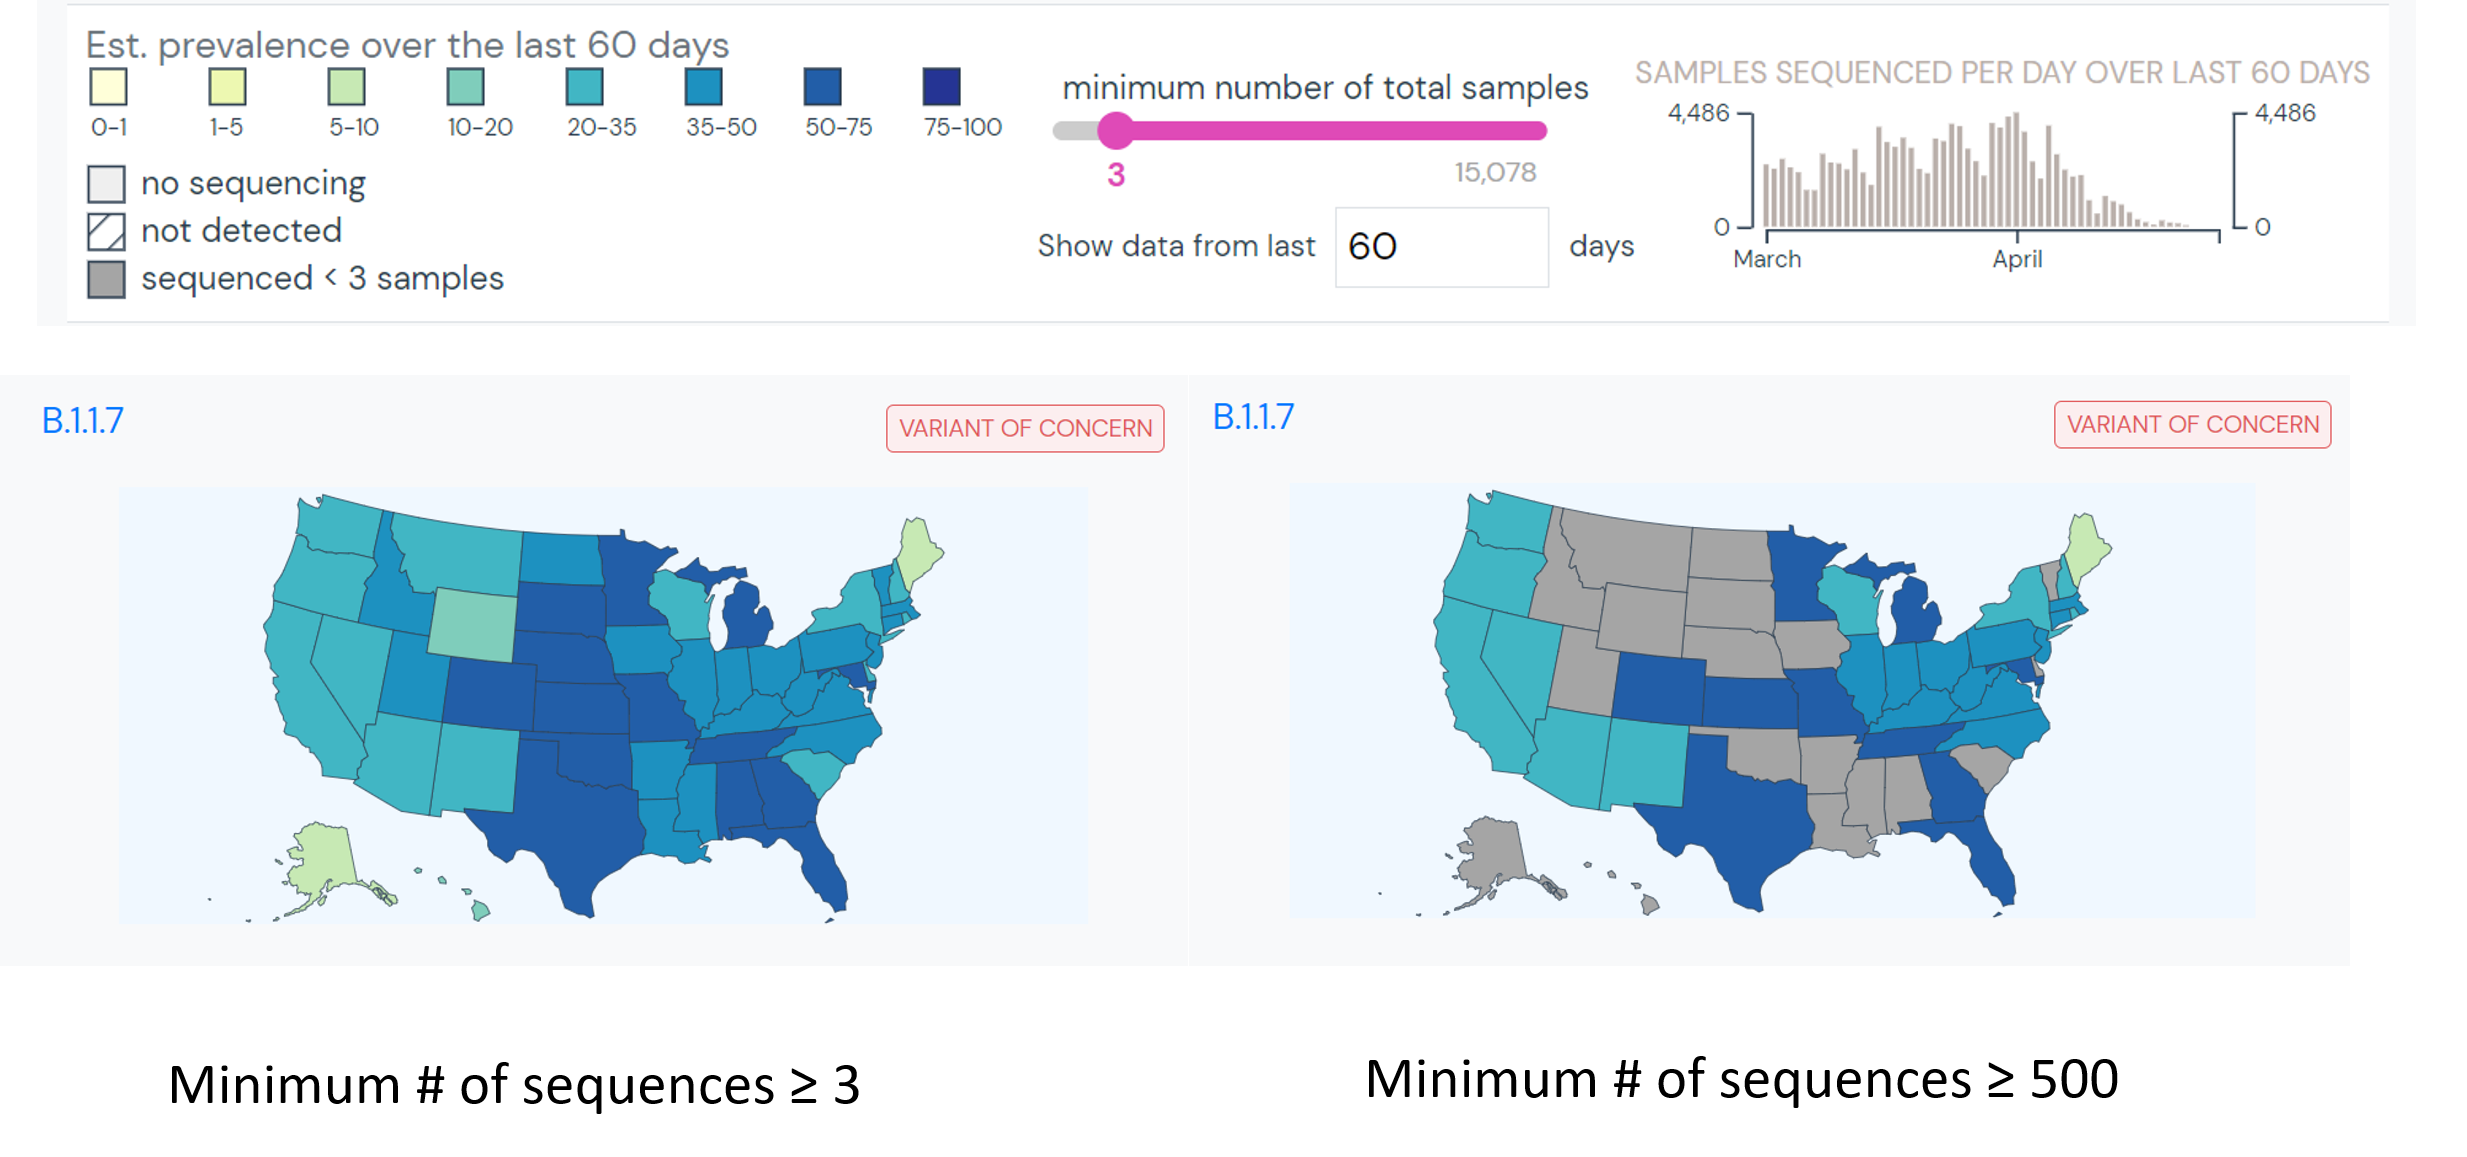 Est. prevalence over the last 60 days
0-1 1-5 5-10 10-20 20-35 35-50 50-75 75-100
no sequencing
not detected
sequenced < 3 samples
minimum number of total samples
3 15,078
Show data from last 60 days
SAMPLES SEQUENCED PER DAY OVER LAST 60 DAYS
4,486 4,486
0 0
March April
B.1.1.7 VARIANT OF CONCERN
B.1.1.7 VARIANT OF CONCERN
Minimum # of sequences ≥ 3
Minimum # of sequences ≥ 500